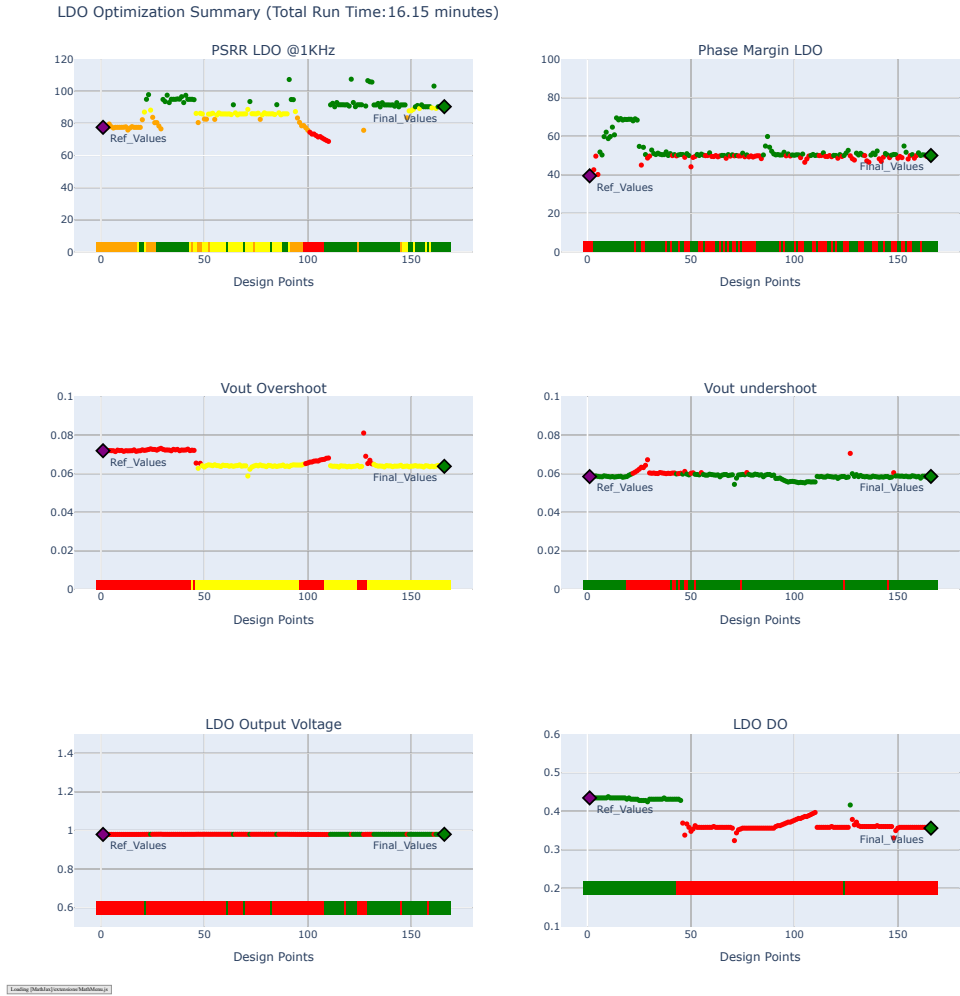 LDO Optimization Summary (Total Run Time:16.15 minutes)
PSRR LDO @1KHz
120
100
80
60
40
20
0
Ref_Values
Final_Values
0 50 100 150
Design Points
Phase Margin LDO
100
80
60
40
20
0
Ref_Values
Final_Values
0 50 100 150
Design Points
Vout Overshoot
0.1
0.08
0.06
0.04
0.02
0
Ref_Values
Final_Values
0 50 100 150
Design Points
Vout undershoot
0.1
0.08
0.06
0.04
0.02
0
Ref_Values
Final_Values
0 50 100 150
Design Points
LDO Output Voltage
1.4
1.2
1
0.8
0.6
Ref_Values
Final_Values
0 50 100 150
Design Points
LDO DO
0.6
0.5
0.4
0.3
0.2
0.1
Ref_Values
Final_Values
0 50 100 150
Design Points
Loading [MathJax]/extensions/MathMenu.js